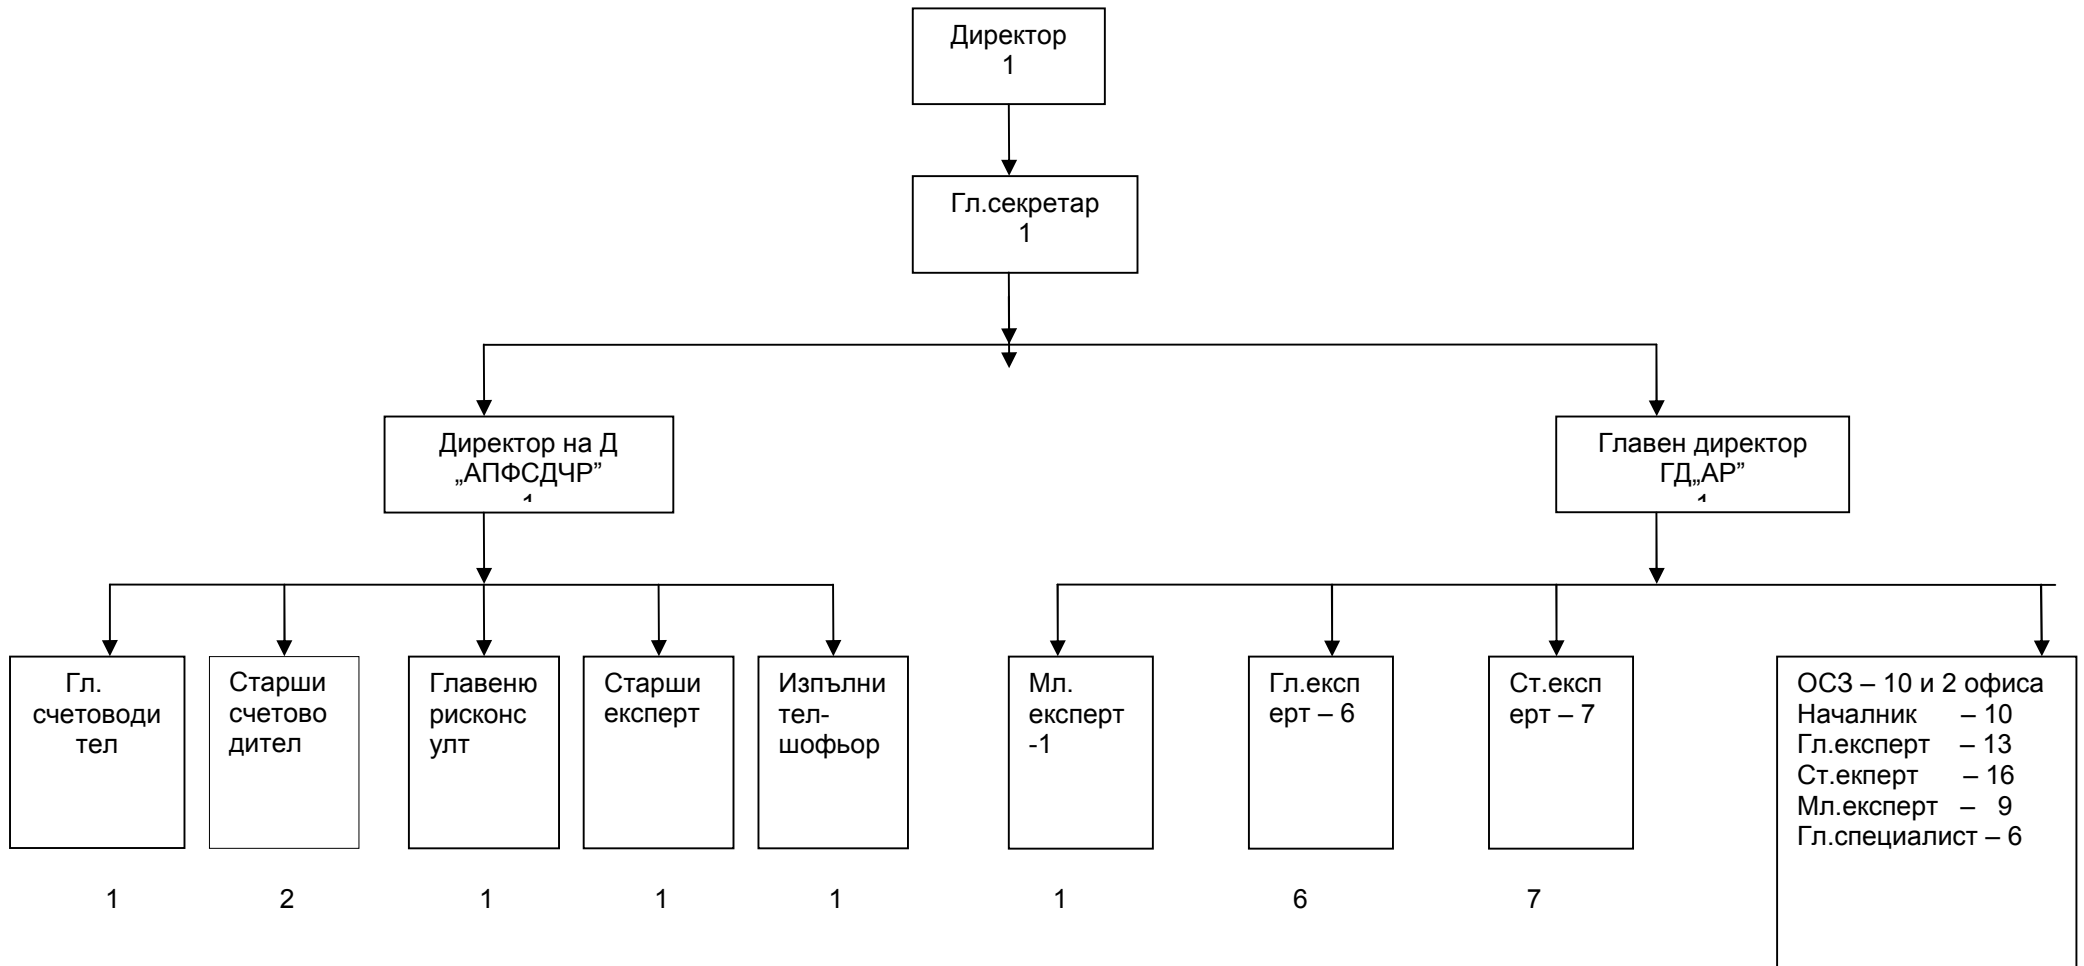 Директор
1
Гл.секретар
1
Директор на Д
„АПФСДЧР”
1
Главен директор
ГД„АР”
1
Гл.
счетоводи
тел
Старши
счетово
дител
Главеню
рисконс
улт
Старши
експерт
Изпълни
тел-
шофьор
Мл.
експерт
-1
Гл.експ
ерт – 6
Ст.експ
ерт – 7
ОСЗ – 10 и 2 офиса
Началник – 10
Гл.експерт – 13
Ст.екперт – 16
Мл.експерт – 9
Гл.специалист – 6
1 2 1 1 1 1 6 7